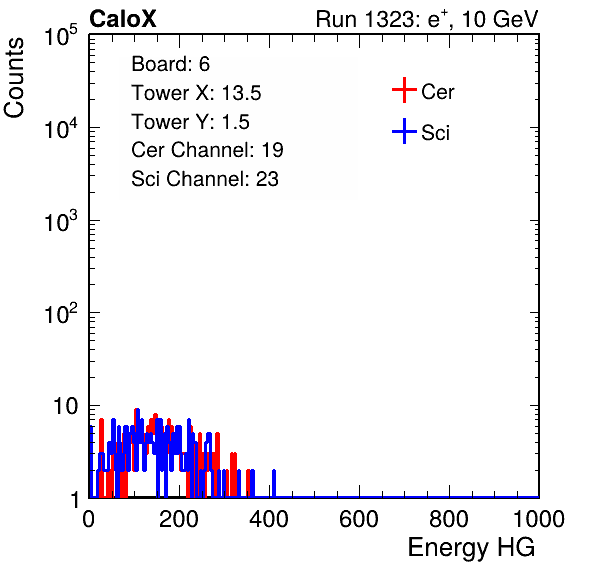 CaloX Run 1323: e⁺, 10 GeV
Counts
10⁵
10⁴
10³
10²
10
1
Board: 6
Tower X: 13.5
Tower Y: 1.5
Cer Channel: 19
Sci Channel: 23
Cer
Sci
0 200 400 600 800 1000
Energy HG